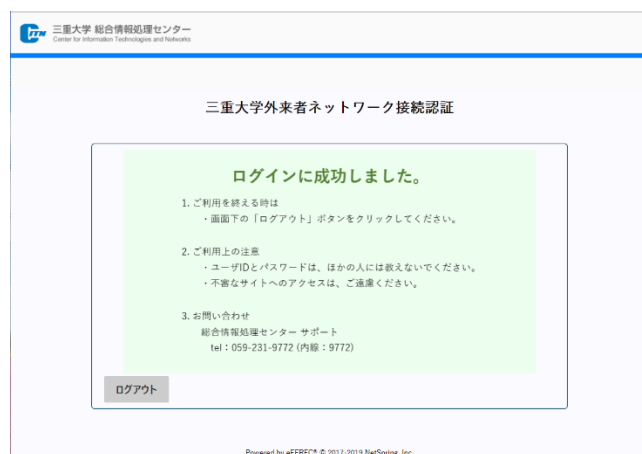 三重大学 総合情報処理センター
Center for Information Technologies and Networks
三重大学外来者ネットワーク接続認証
ログインに成功しました。
1. ご利用を終える時は
・画面下の「ログアウト」ボタンをクリックしてください。
2. ご利用上の注意
・ユーザIDとパスワードは、ほかの人には教えないでください。
・不審なサイトへのアクセスは、ご遠慮ください。
3. お問い合わせ
総合情報処理センター サポート
tel：059-231-9772 (内線：9772)
ログアウト
Powered by © 2017-2019 NetSpring, Inc.